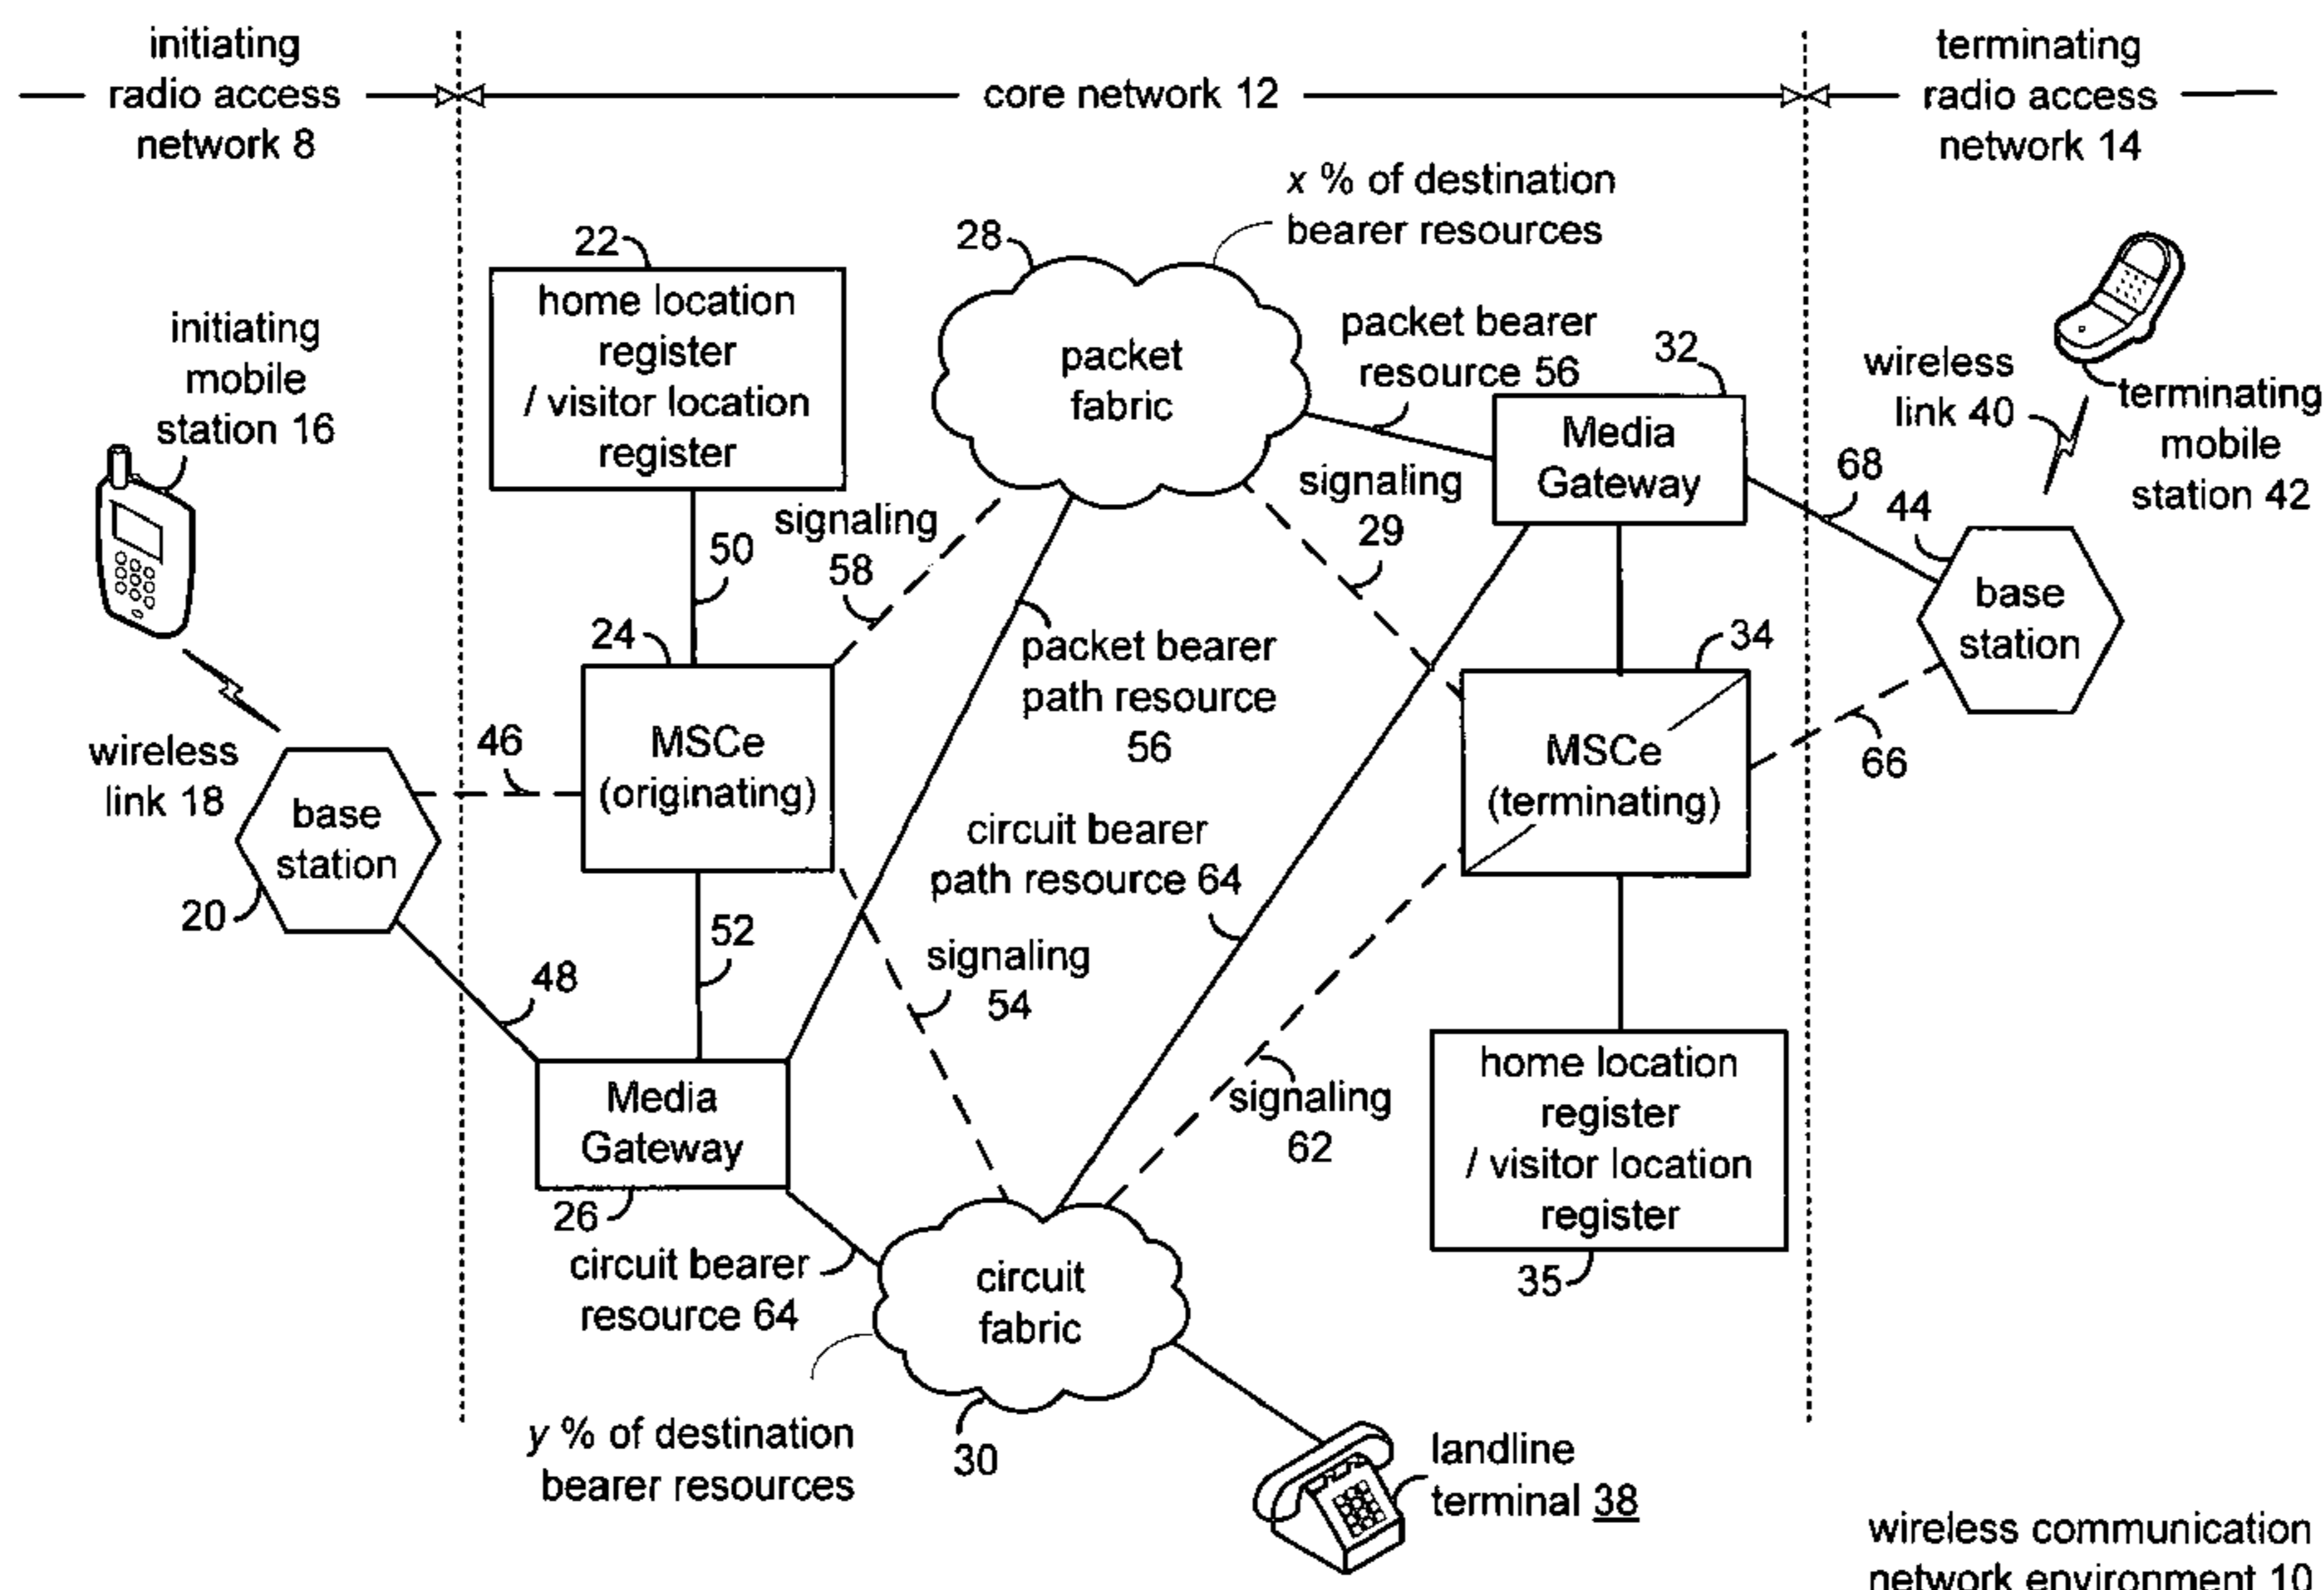 initiating
radio access
network 8
core network 12
terminating
radio access
network 14
x % of destination
bearer resources
22
28
home location
register
/ visitor location
register
initiating
mobile
station 16
packet
fabric
packet bearer
resource 56
32
Media
Gateway
wireless
link 40
terminating
mobile
station 42
68
44
signaling
58
50
signaling
29
base
station
24
packet bearer
path resource
56
34
MSCe
(originating)
46
wireless
link 18
base
station
20
MSCe
(terminating)
66
circuit bearer
path resource 64
52
signaling
54
48
Media
Gateway
26
signaling
62
home location
register
/ visitor location
register
35
circuit bearer
resource 64
circuit
fabric
30
y % of destination
bearer resources
landline
terminal 38
wireless communication
network environment 10